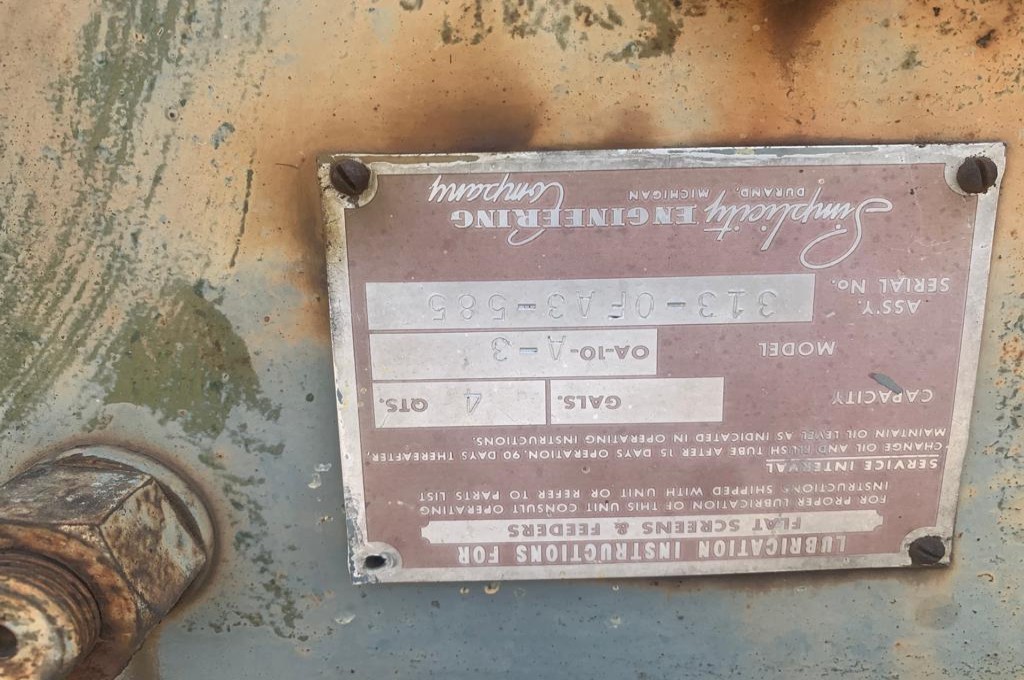 LUBRICATION INSTRUCTIONS FOR
FLAT SCREENS & FEEDERS
FOR PROPER LUBRICATION OF THIS UNIT CONSULT OPERATING
INSTRUCTIONS SHIPPED WITH UNIT OR REFER TO PARTS LIST
SERVICE INTERVAL
CHANGE OIL AND FLUSH TUBE AFTER 15 DAYS OPERATION, 90 DAYS THEREAFTER.
MAINTAIN OIL LEVEL AS INDICATED IN OPERATING INSTRUCTIONS.
CAPACITY GALS. 4 QTS.
MODEL OA-10-A-3
ASS'Y. SERIAL No. 313-0FA3-585
Simplicity ENGINEERING Company
DURAND, MICHIGAN